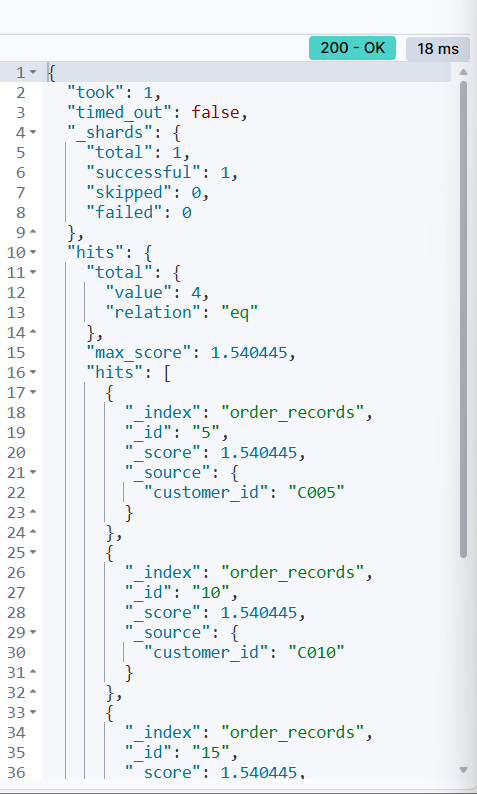 200 - OK 18 ms
1 {
2 "took": 1,
3 "timed_out": false,
4 "_shards": {
5 "total": 1,
6 "successful": 1,
7 "skipped": 0,
8 "failed": 0
9 },
10 "hits": {
11 "total": {
12 "value": 4,
13 "relation": "eq"
14 },
15 "max_score": 1.540445,
16 "hits": [
17 {
18 "_index": "order_records",
19 "_id": "5",
20 "_score": 1.540445,
21 "_source": {
22 "customer_id": "C005"
23 }
24 },
25 {
26 "_index": "order_records",
27 "_id": "10",
28 "_score": 1.540445,
29 "_source": {
30 "customer_id": "C010"
31 }
32 },
33 {
34 "_index": "order_records",
35 "_id": "15",
36 "_score": 1.540445,